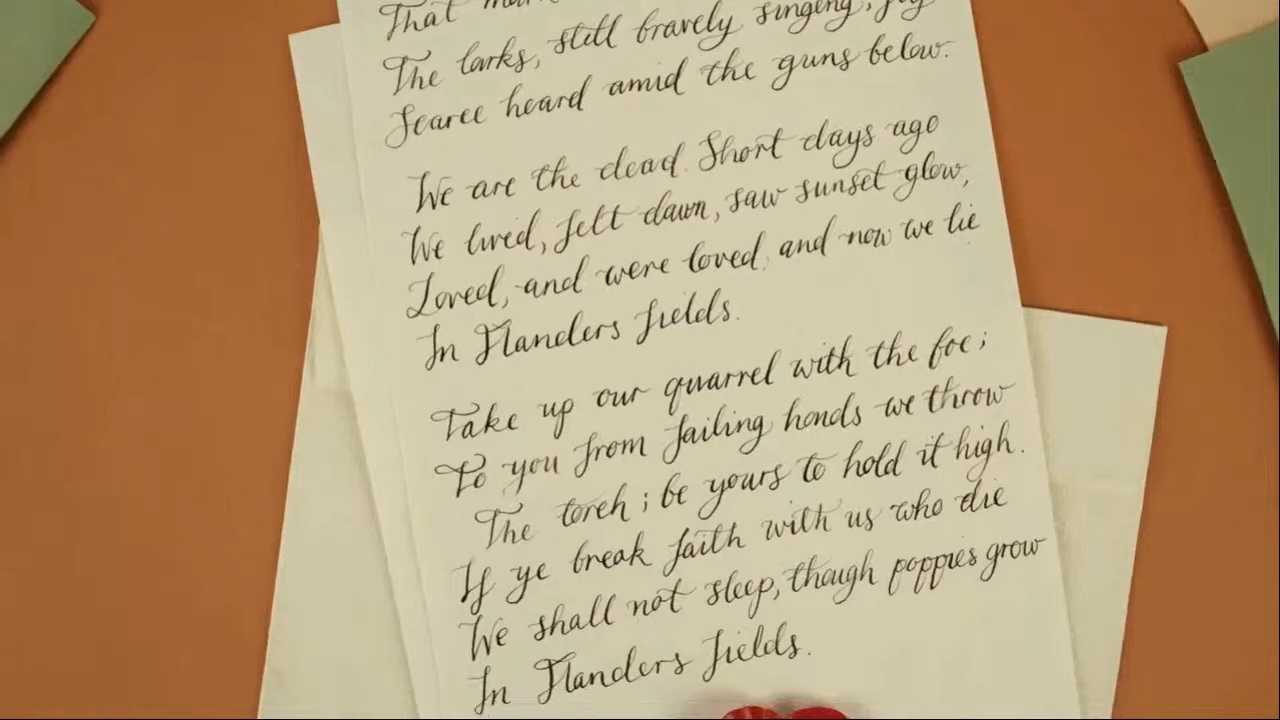 That
The larks, still bravely singing, fly
Scarce heard amid the guns below.
We are the dead. Short days ago
We lived, felt dawn, saw sunset glow,
Loved, and were loved, and now we lie
In Flanders fields.
Take up our quarrel with the foe;
To you from failing hands we throw
The torch; be yours to hold it high.
If ye break faith with us who die
We shall not sleep, though poppies grow
In Flanders fields.